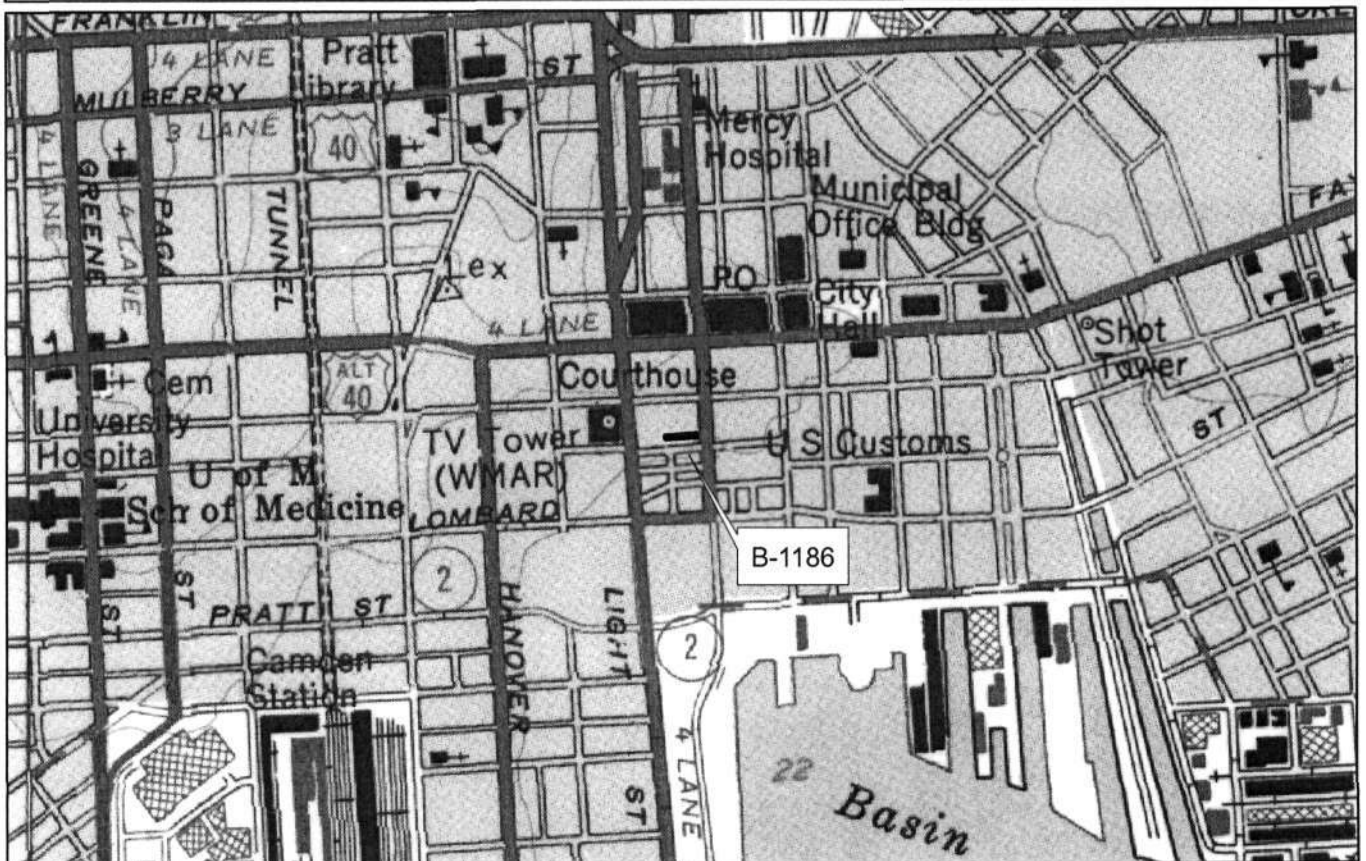 FRANKLIN
4 LANE
Pratt
Library
ST
MULBERRY
3 LANE
40
4 LANE
GREENE
PACA
4 LANE
TUNNEL
Mercy
Hospital
Municipal
Office Bldg
PO
City
Hall
4 LANE
Shot
Tower
Cem
University
Hospital
ALT
40
Courthouse
TV Tower
(WMAR)
U S Customs
ST
U of M
Sch of Medicine
LOMBARD
B-1186
2
ST
ST
PRATT ST
HANOVER
LIGHT
2
Camden
Station
4 LANE
ST
22
Basin